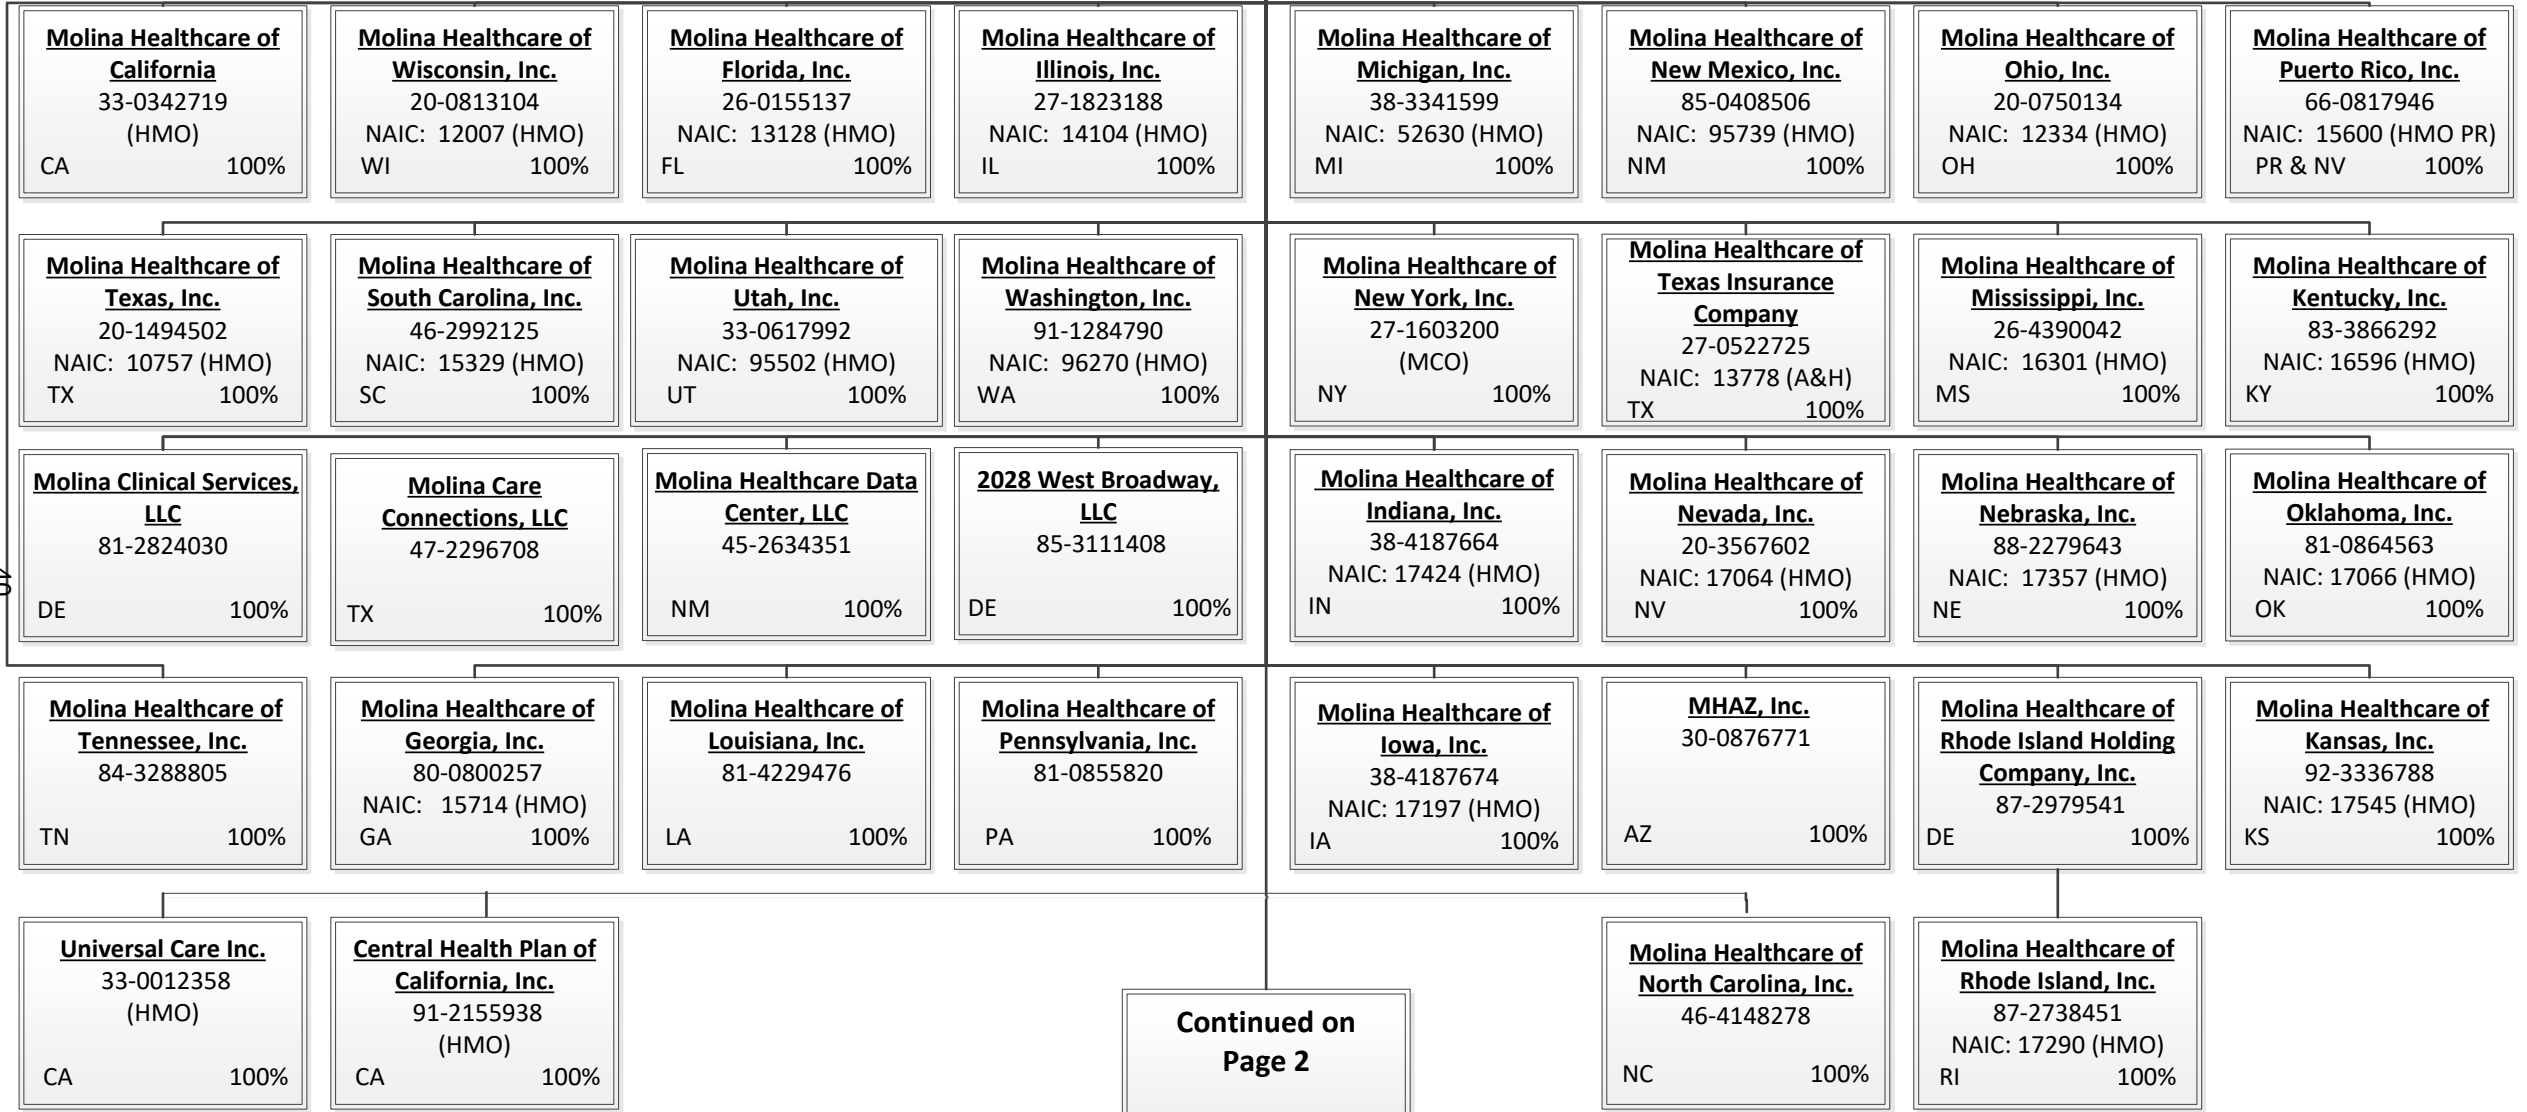 Molina Healthcare of
California
33-0342719
(HMO)
CA 100%
Molina Healthcare of
Wisconsin, Inc.
20-0813104
NAIC: 12007 (HMO)
WI 100%
Molina Healthcare of
Florida, Inc.
26-0155137
NAIC: 13128 (HMO)
FL 100%
Molina Healthcare of
Illinois, Inc.
27-1823188
NAIC: 14104 (HMO)
IL 100%
Molina Healthcare of
Michigan, Inc.
38-3341599
NAIC: 52630 (HMO)
MI 100%
Molina Healthcare of
New Mexico, Inc.
85-0408506
NAIC: 95739 (HMO)
NM 100%
Molina Healthcare of
Ohio, Inc.
20-0750134
NAIC: 12334 (HMO)
OH 100%
Molina Healthcare of
Puerto Rico, Inc.
66-0817946
NAIC: 15600 (HMO PR)
PR & NV 100%
Molina Healthcare of
Texas, Inc.
20-1494502
NAIC: 10757 (HMO)
TX 100%
Molina Healthcare of
South Carolina, Inc.
46-2992125
NAIC: 15329 (HMO)
SC 100%
Molina Healthcare of
Utah, Inc.
33-0617992
NAIC: 95502 (HMO)
UT 100%
Molina Healthcare of
Washington, Inc.
91-1284790
NAIC: 96270 (HMO)
WA 100%
Molina Healthcare of
New York, Inc.
27-1603200
(MCO)
NY 100%
Molina Healthcare of
Texas Insurance
Company
27-0522725
NAIC: 13778 (A&H)
TX 100%
Molina Healthcare of
Mississippi, Inc.
26-4390042
NAIC: 16301 (HMO)
MS 100%
Molina Healthcare of
Kentucky, Inc.
83-3866292
NAIC: 16596 (HMO)
KY 100%
Molina Clinical Services,
LLC
81-2824030
DE 100%
Molina Care
Connections, LLC
47-2296708
TX 100%
Molina Healthcare Data
Center, LLC
45-2634351
NM 100%
2028 West Broadway,
LLC
85-3111408
DE 100%
Molina Healthcare of
Indiana, Inc.
38-4187664
NAIC: 17424 (HMO)
IN 100%
Molina Healthcare of
Nevada, Inc.
20-3567602
NAIC: 17064 (HMO)
NV 100%
Molina Healthcare of
Nebraska, Inc.
88-2279643
NAIC: 17357 (HMO)
NE 100%
Molina Healthcare of
Oklahoma, Inc.
81-0864563
NAIC: 17066 (HMO)
OK 100%
Molina Healthcare of
Tennessee, Inc.
84-3288805
TN 100%
Molina Healthcare of
Georgia, Inc.
80-0800257
NAIC: 15714 (HMO)
GA 100%
Molina Healthcare of
Louisiana, Inc.
81-4229476
LA 100%
Molina Healthcare of
Pennsylvania, Inc.
81-0855820
PA 100%
Molina Healthcare of
Iowa, Inc.
38-4187674
NAIC: 17197 (HMO)
IA 100%
MHAZ, Inc.
30-0876771
AZ 100%
Molina Healthcare of
Rhode Island Holding
Company, Inc.
87-2979541
DE 100%
Molina Healthcare of
Kansas, Inc.
92-3336788
NAIC: 17545 (HMO)
KS 100%
Universal Care Inc.
33-0012358
(HMO)
CA 100%
Central Health Plan of
California, Inc.
91-2155938
(HMO)
CA 100%
Continued on
Page 2
Molina Healthcare of
North Carolina, Inc.
46-4148278
NC 100%
Molina Healthcare of
Rhode Island, Inc.
87-2738451
NAIC: 17290 (HMO)
RI 100%